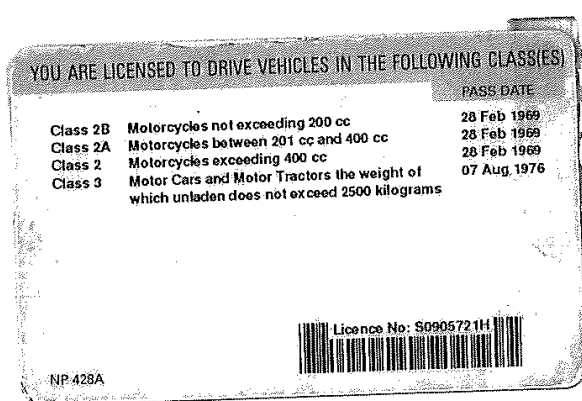 YOU ARE LICENSED TO DRIVE VEHICLES IN THE FOLLOWING CLASS(ES)
PASS DATE
Class 2B Motorcycles not exceeding 200 cc 28 Feb 1969
Class 2A Motorcycles between 201 cc and 400 cc 28 Feb 1969
Class 2 Motorcycles exceeding 400 cc 28 Feb 1969
Class 3 Motor Cars and Motor Tractors the weight of 07 Aug 1976
which unladen does not exceed 2500 kilograms
Licence No: S0905721H
NP 428A